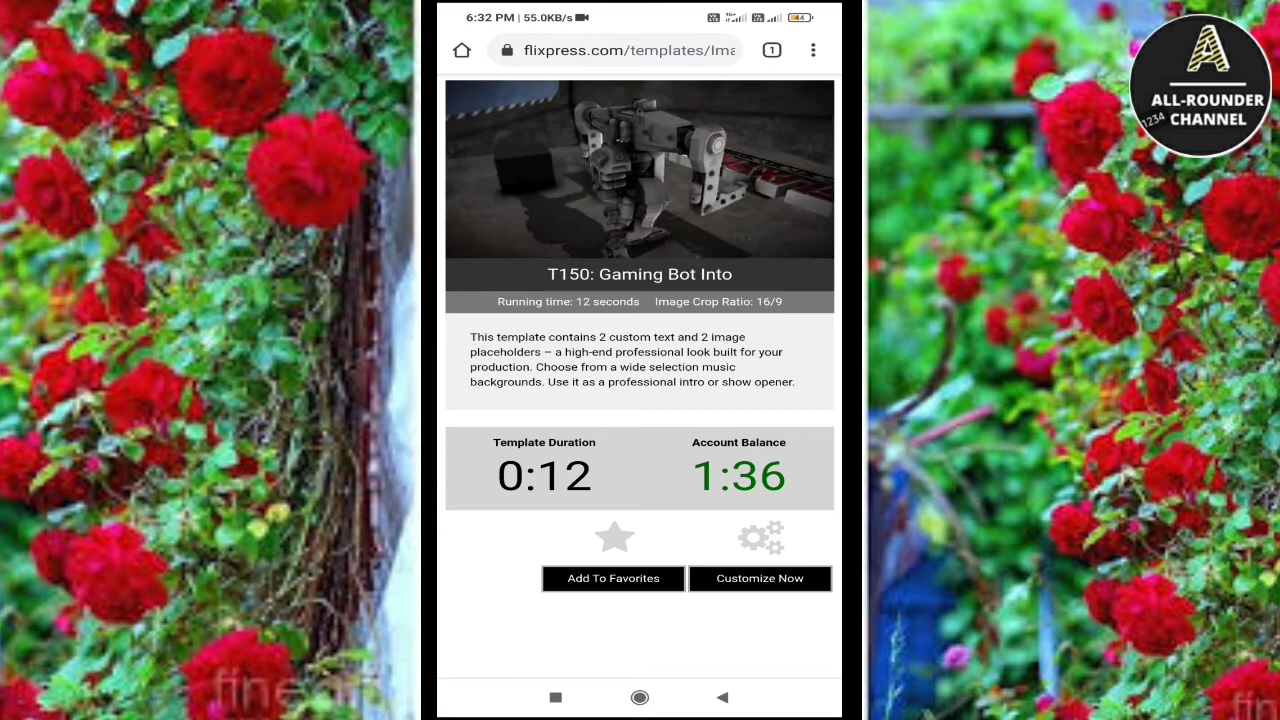 6:32 PM | 55.0KB/s
44
flixpress.com/templates/Ima
1
A
ALL-ROUNDER
1234 CHANNEL
T150: Gaming Bot Into
Running time: 12 seconds Image Crop Ratio: 16/9
This template contains 2 custom text and 2 image
placeholders – a high-end professional look built for your
production. Choose from a wide selection music
backgrounds. Use it as a professional intro or show opener.
Template Duration Account Balance
0:12 1:36
Add To Favorites Customize Now